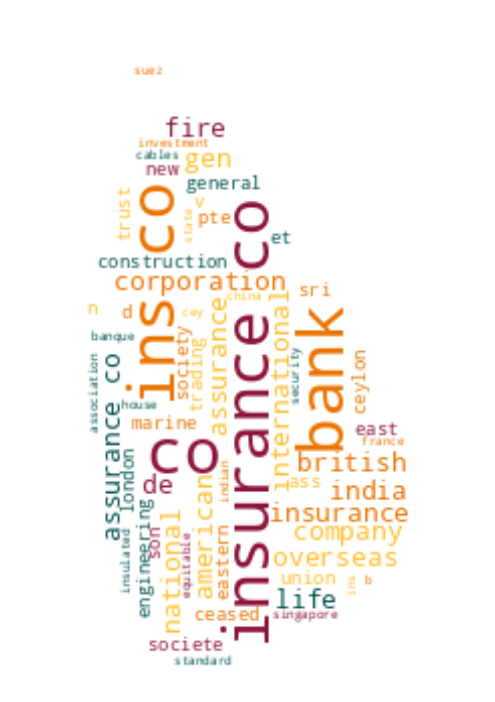 suez
fire
investment
cables
gen
new
general
trust
co
v
state
pte
insurance co
et
construction
corporation
sri
china
n
d
ins co
cey
assurance
international
bank
banque
society
trading
security
ceylon
association
assurance co
house
marine
east
france
co
british
london
de
indian
ass
india
american
insurance
engineering
son
national
eastern
company
insulated
equitable
overseas
union
ins
b
life
ceased
singapore
societe
standard